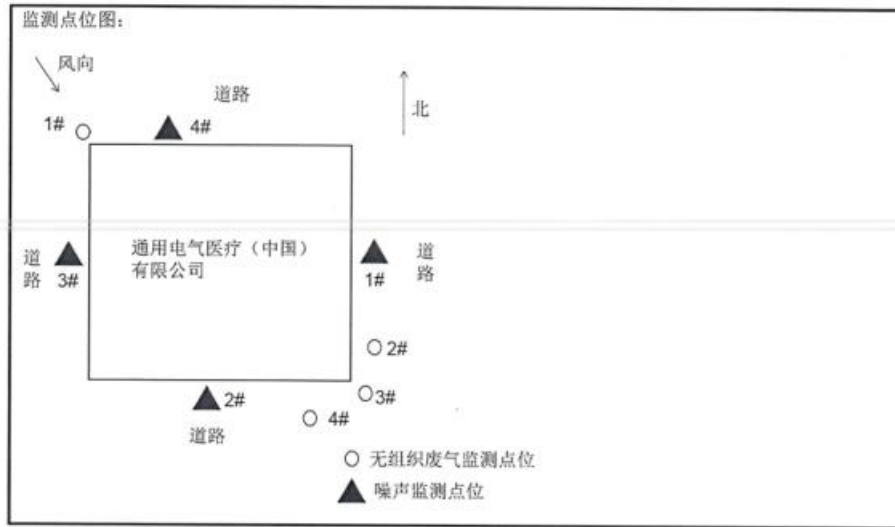 监测点位图：
风向
道路
北
1#
4#
通用电气医疗（中国）
有限公司
道路
3#
道路
1#
2#
3#
2#
4#
道路
无组织废气监测点位
噪声监测点位